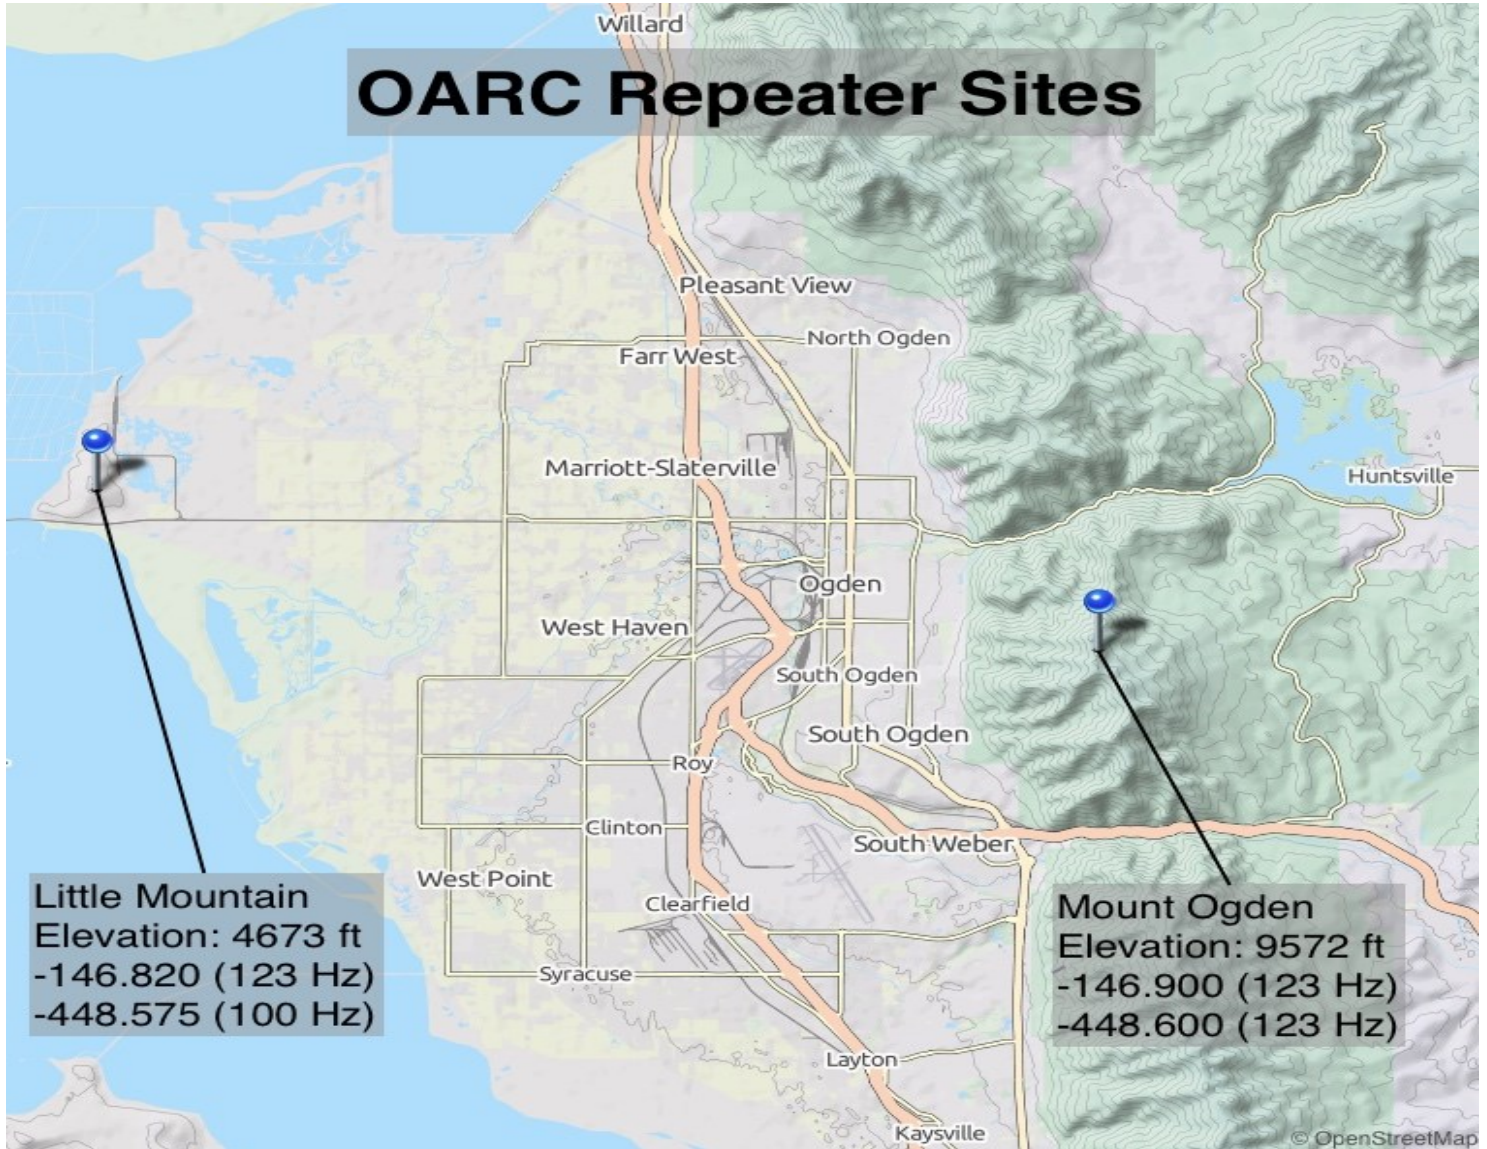 Willard
OARC Repeater Sites
Pleasant View
North Ogden
Farr West
Marriott-Slaterville
Huntsville
Ogden
West Haven
South Ogden
South Ogden
Roy
Clinton
South Weber
West Point
Clearfield
Little Mountain
Elevation: 4673 ft
-146.820 (123 Hz)
-448.575 (100 Hz)
Mount Ogden
Elevation: 9572 ft
-146.900 (123 Hz)
-448.600 (123 Hz)
Syracuse
Layton
Kaysville
© OpenStreetMap